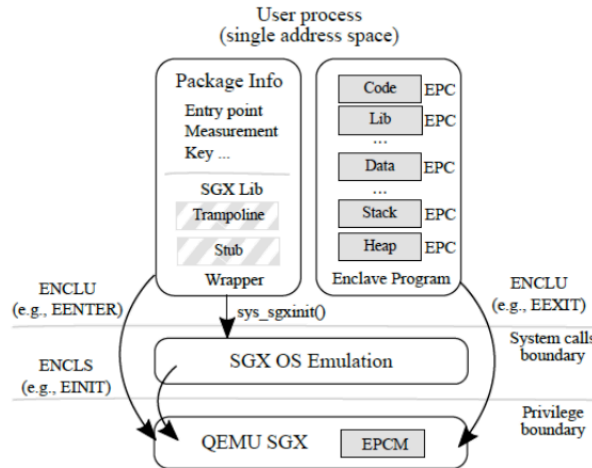 User process
(single address space)
Package Info
Entry point
Measurement
Key ...
SGX Lib
Trampoline
Stub
Wrapper
Code EPC
Lib EPC
...
Data EPC
...
Stack EPC
Heap EPC
Enclave Program
ENCLU
(e.g., EENTER)
ENCLU
(e.g., EEXIT)
sys_sgxinit()
System calls
boundary
ENCLS
(e.g., EINIT)
SGX OS Emulation
Privilege
boundary
QEMU SGX
EPCM